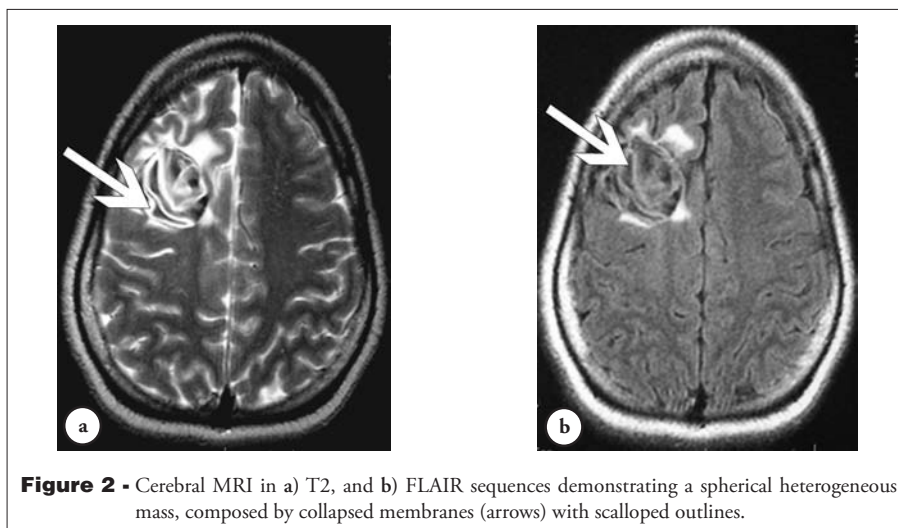 a
b
Figure 2 - Cerebral MRI in a) T2, and b) FLAIR sequences demonstrating a spherical heterogeneous
mass, composed by collapsed membranes (arrows) with scalloped outlines.